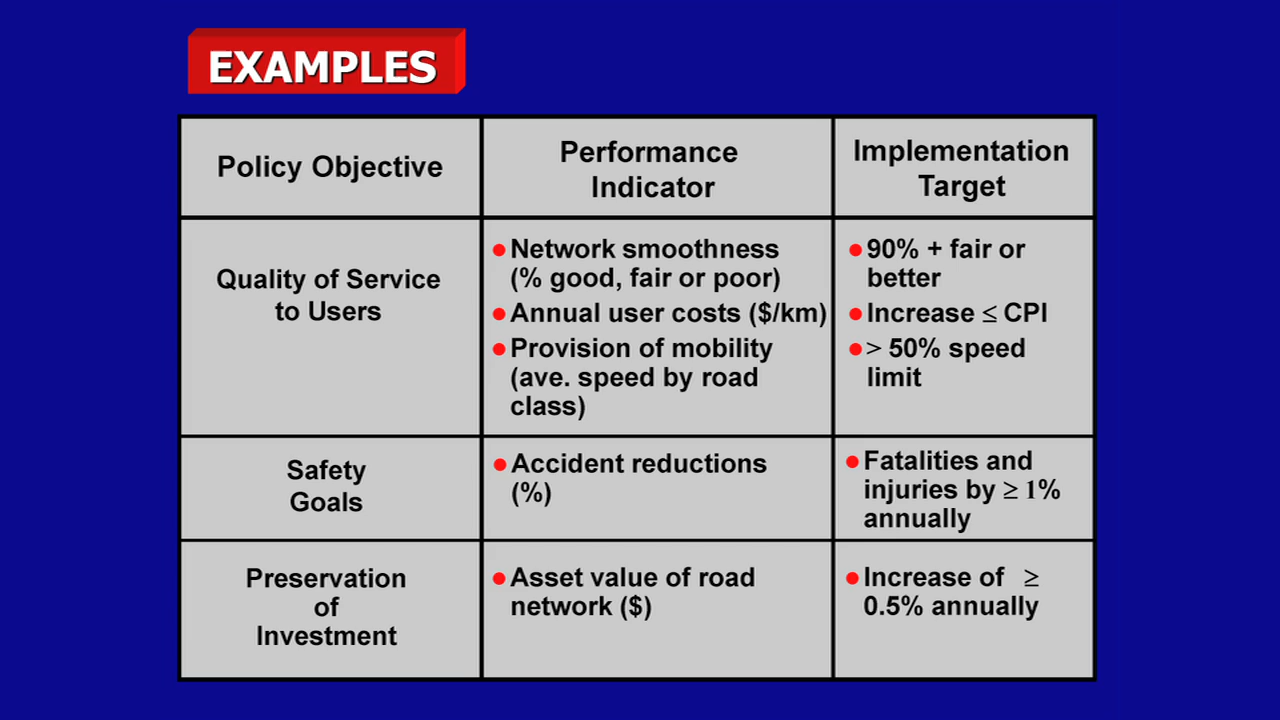 EXAMPLES
Policy Objective
Performance
Indicator
Implementation
Target
Quality of Service
to Users
● Network smoothness
(% good, fair or poor)
● Annual user costs ($/km)
● Provision of mobility
(ave. speed by road
class)
● 90% + fair or
better
● Increase ≤ CPI
● > 50% speed
limit
Safety
Goals
● Accident reductions
(%)
● Fatalities and
injuries by ≥ 1%
annually
Preservation
of
Investment
● Asset value of road
network ($)
● Increase of ≥
0.5% annually